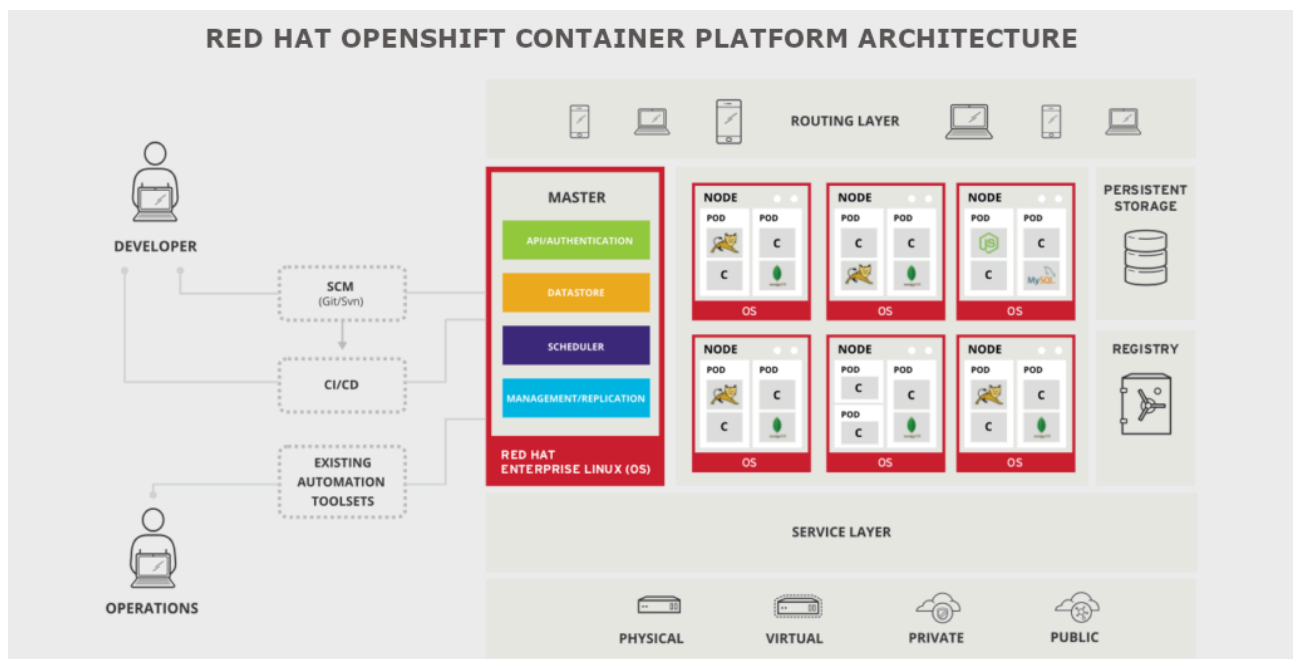 RED HAT OPENSHIFT CONTAINER PLATFORM ARCHITECTURE
ROUTING LAYER
DEVELOPER
SCM
(Git/Svn)
CI/CD
EXISTING
AUTOMATION
TOOLSETS
OPERATIONS
MASTER
API/AUTHENTICATION
DATASTORE
SCHEDULER
MANAGEMENT/REPLICATION
RED HAT
ENTERPRISE LINUX (OS)
NODE
POD POD
C
C
OS
NODE
POD POD
C C
OS
NODE
POD POD
JS C
C MySQL
OS
NODE
POD POD
C
C
OS
NODE
POD POD
C C
POD
C
OS
NODE
POD POD
C
C
OS
PERSISTENT
STORAGE
REGISTRY
SERVICE LAYER
PHYSICAL
VIRTUAL
PRIVATE
PUBLIC